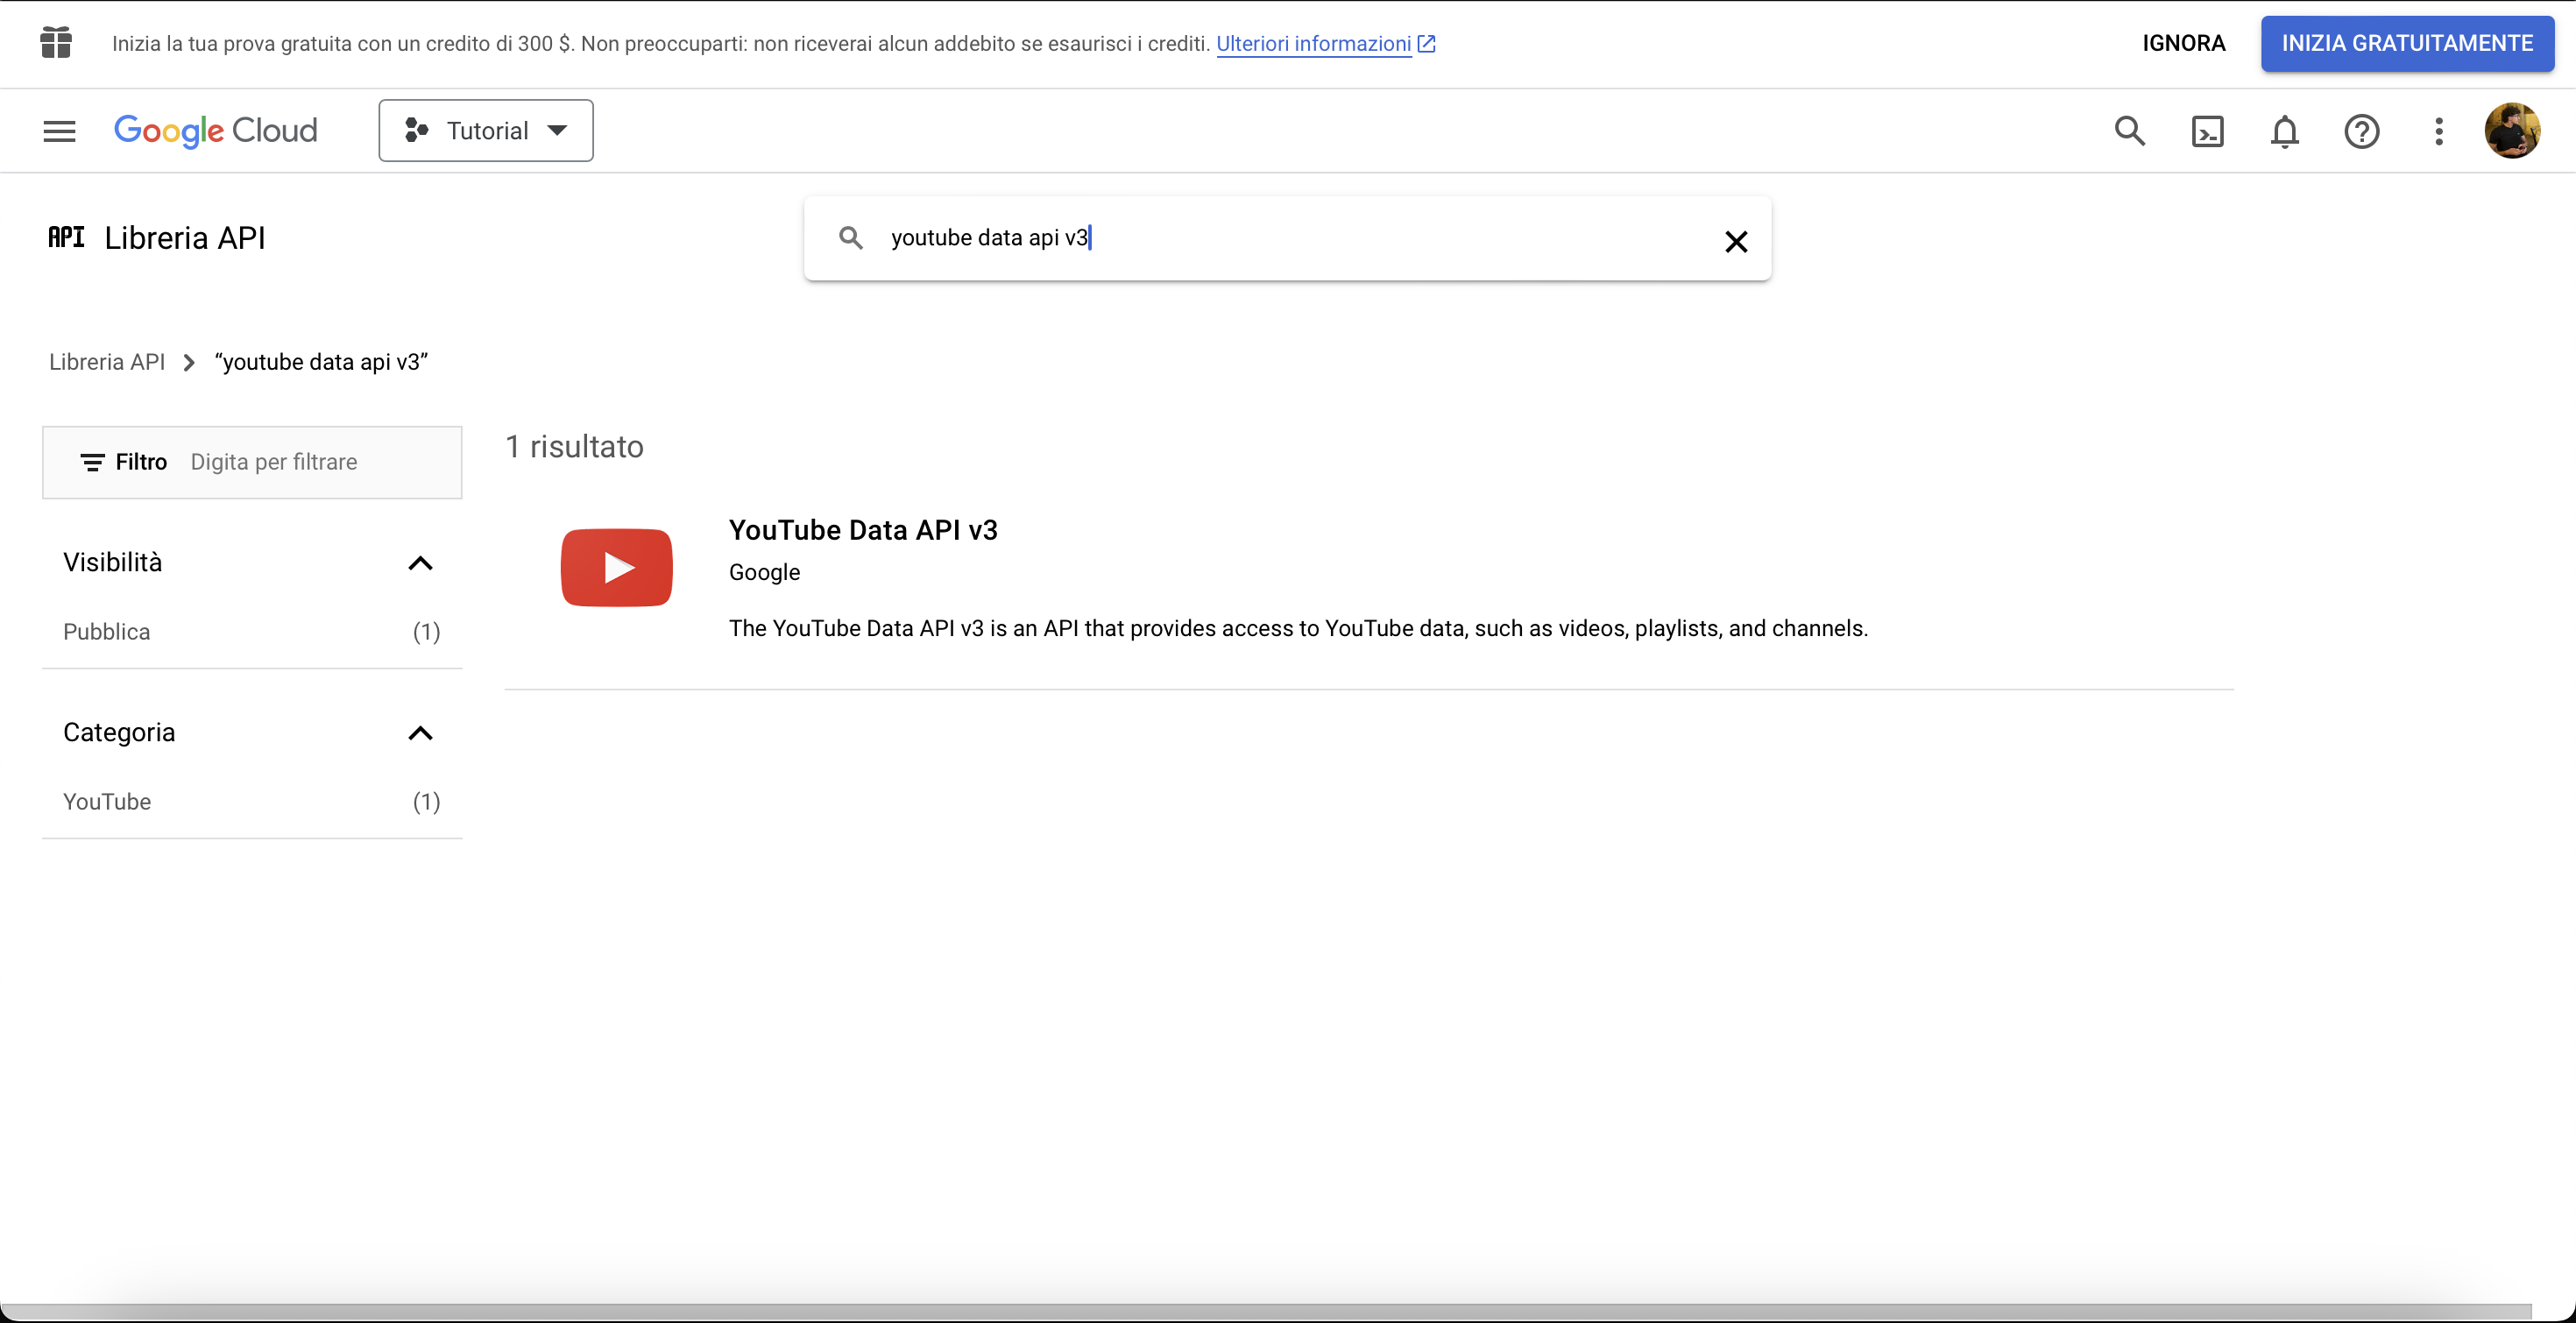 Inizia la tua prova gratuita con un credito di 300 $. Non preoccuparti: non riceverai alcun addebito se esaurisci i crediti. Ulteriori informazioni
IGNORA
INIZIA GRATUITAMENTE
Google Cloud
Tutorial
API Libreria API
youtube data api v3
Libreria API
“youtube data api v3”
Filtro Digita per filtrare
1 risultato
YouTube Data API v3
Google
The YouTube Data API v3 is an API that provides access to YouTube data, such as videos, playlists, and channels.
Visibilità
Pubblica (1)
Categoria
YouTube (1)